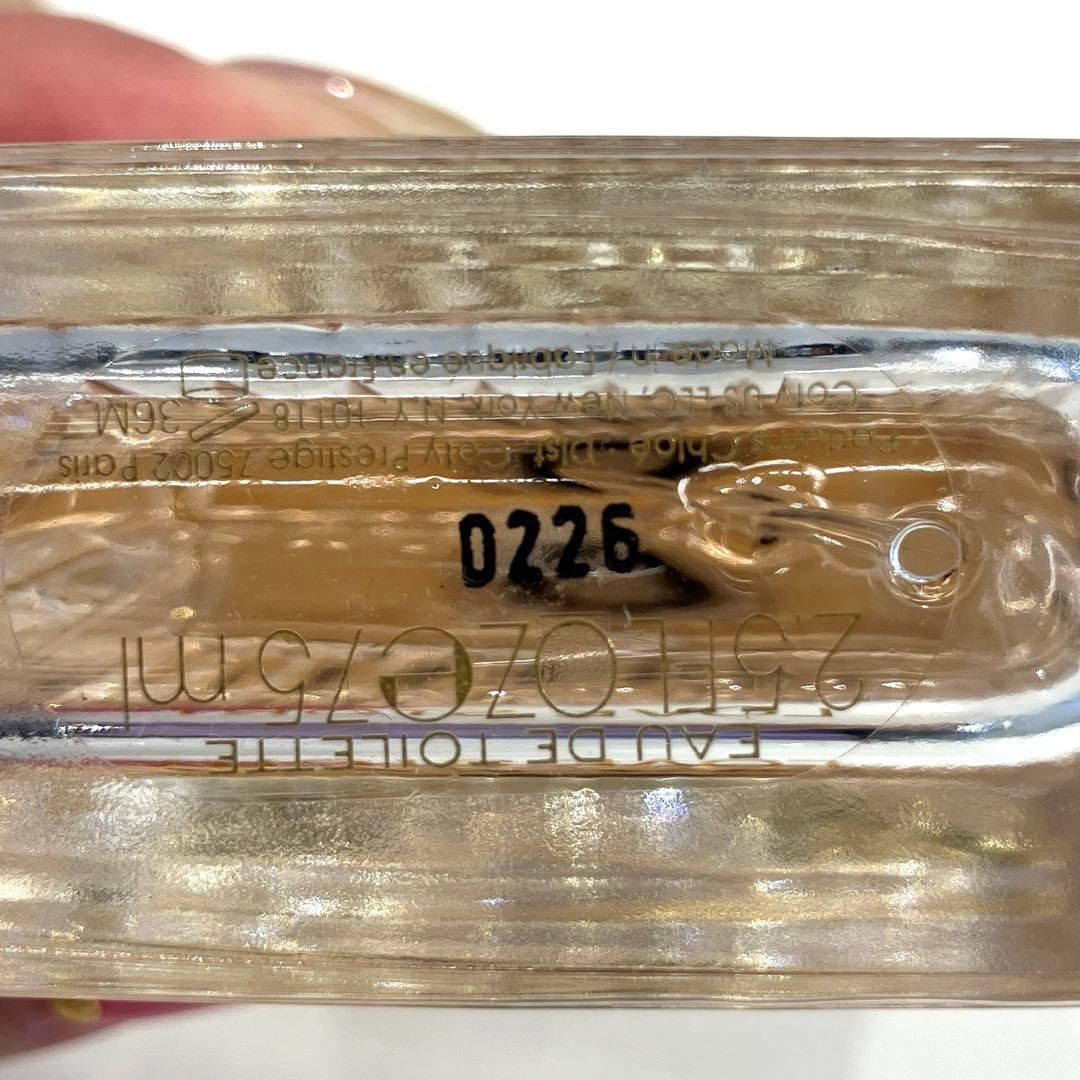 EAU DE TOILETTE
2.5 FL OZ e 75 ml
0226
Parfums Chloé - Dist. Coty Prestige 75002 Paris
Coty US LLC, New York, N.Y. 10118
36M
Made in / Fabriqué en France